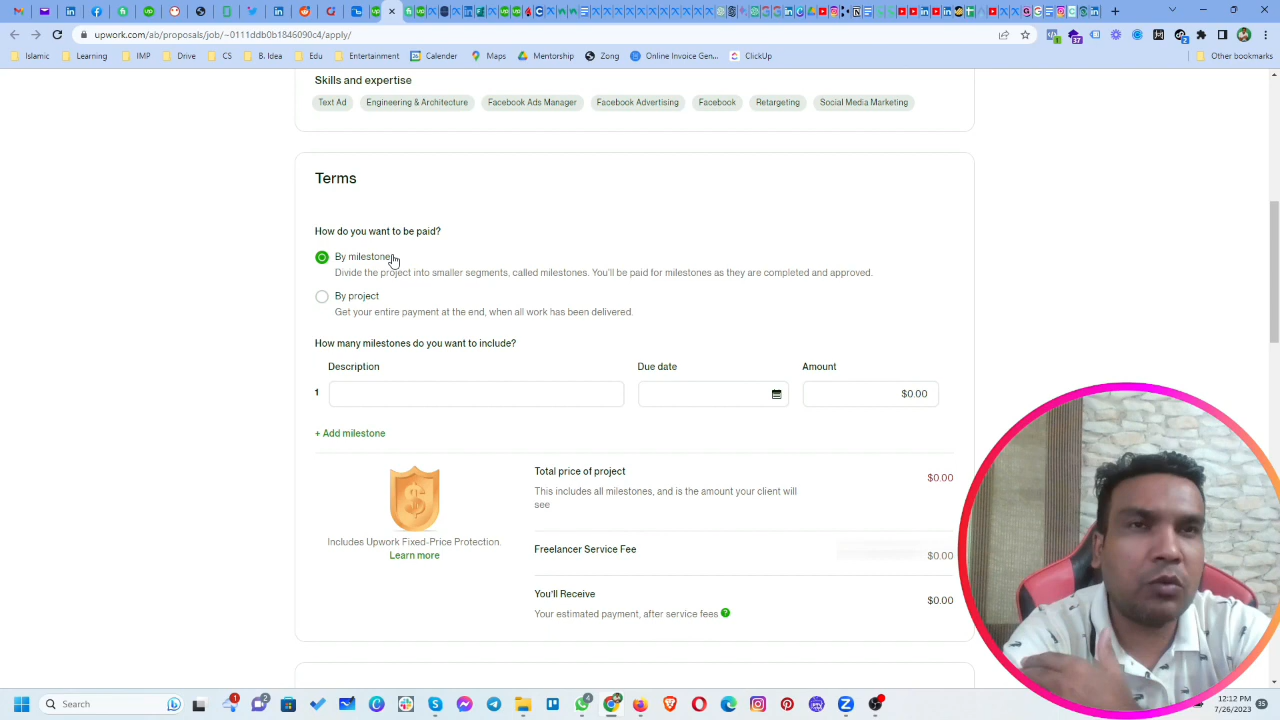 upwork.com/ab/proposals/job/~0111ddb0b1846090c4/apply/
Islamic Learning IMP Drive CS B. Idea Edu Entertainment Calender Maps Mentorship Zong Online Invoice Gen... ClickUp Other bookmarks
Skills and expertise
Text Ad Engineering & Architecture Facebook Ads Manager Facebook Advertising Facebook Retargeting Social Media Marketing
Terms
How do you want to be paid?
By milestone
Divide the project into smaller segments, called milestones. You'll be paid for milestones as they are completed and approved.
By project
Get your entire payment at the end, when all work has been delivered.
How many milestones do you want to include?
Description Due date Amount
1 $0.00
+ Add milestone
Total price of project $0.00
This includes all milestones, and is the amount your client will
see
Includes Upwork Fixed-Price Protection.
Learn more
Freelancer Service Fee $0.00
You'll Receive $0.00
Your estimated payment, after service fees
Search
12:12 PM
7/26/2023